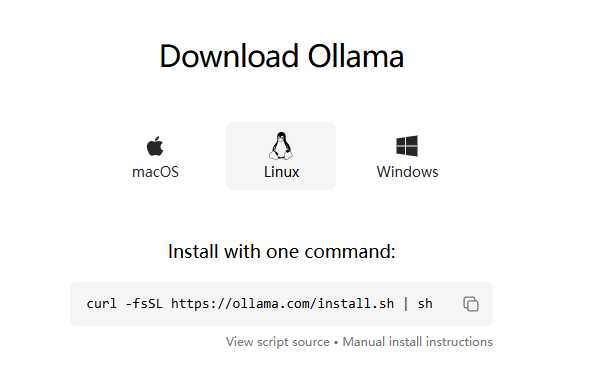 Download Ollama
macOS
Linux
Windows
Install with one command:
curl -fsSL https://ollama.com/install.sh | sh
View script source • Manual install instructions